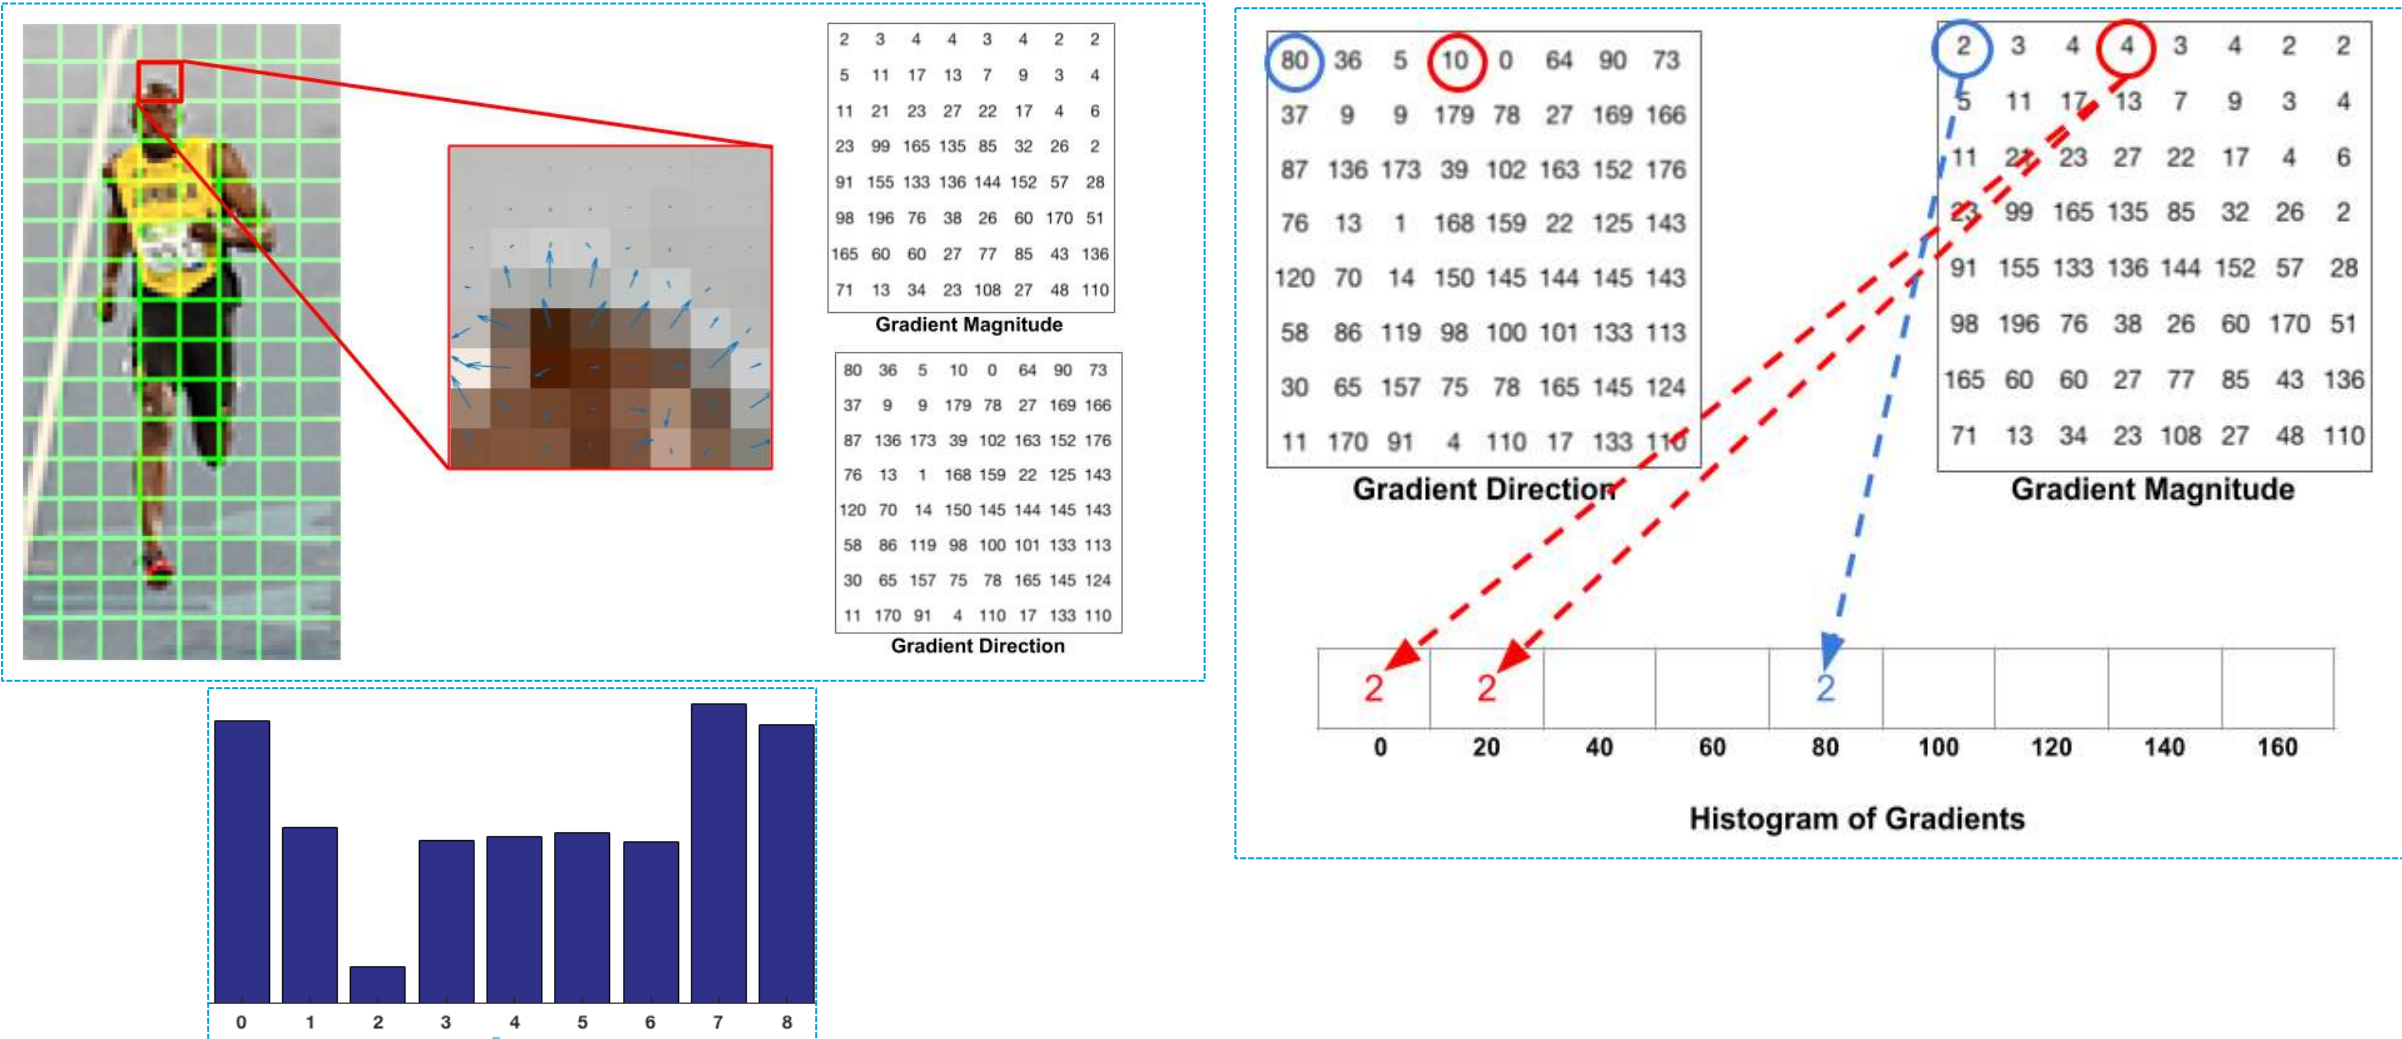 2 3 4 4 3 4 2 2
5 11 17 13 7 9 3 4
11 21 23 27 22 17 4 6
23 99 165 135 85 32 26 2
91 155 133 136 144 152 57 28
98 196 76 38 26 60 170 51
165 60 60 27 77 85 43 136
71 13 34 23 108 27 48 110
Gradient Magnitude
80 36 5 10 0 64 90 73
37 9 9 179 78 27 169 166
87 136 173 39 102 163 152 176
76 13 1 168 159 22 125 143
120 70 14 150 145 144 145 143
58 86 119 98 100 101 133 113
30 65 157 75 78 165 145 124
11 170 91 4 110 17 133 110
Gradient Direction
0 1 2 3 4 5 6 7 8
80 36 5 10 0 64 90 73
37 9 9 179 78 27 169 166
87 136 173 39 102 163 152 176
76 13 1 168 159 22 125 143
120 70 14 150 145 144 145 143
58 86 119 98 100 101 133 113
30 65 157 75 78 165 145 124
11 170 91 4 110 17 133 110
Gradient Direction
2 3 4 4 3 4 2 2
5 11 17 13 7 9 3 4
11 21 23 27 22 17 4 6
23 99 165 135 85 32 26 2
91 155 133 136 144 152 57 28
98 196 76 38 26 60 170 51
165 60 60 27 77 85 43 136
71 13 34 23 108 27 48 110
Gradient Magnitude
2 2 2
0 20 40 60 80 100 120 140 160
Histogram of Gradients